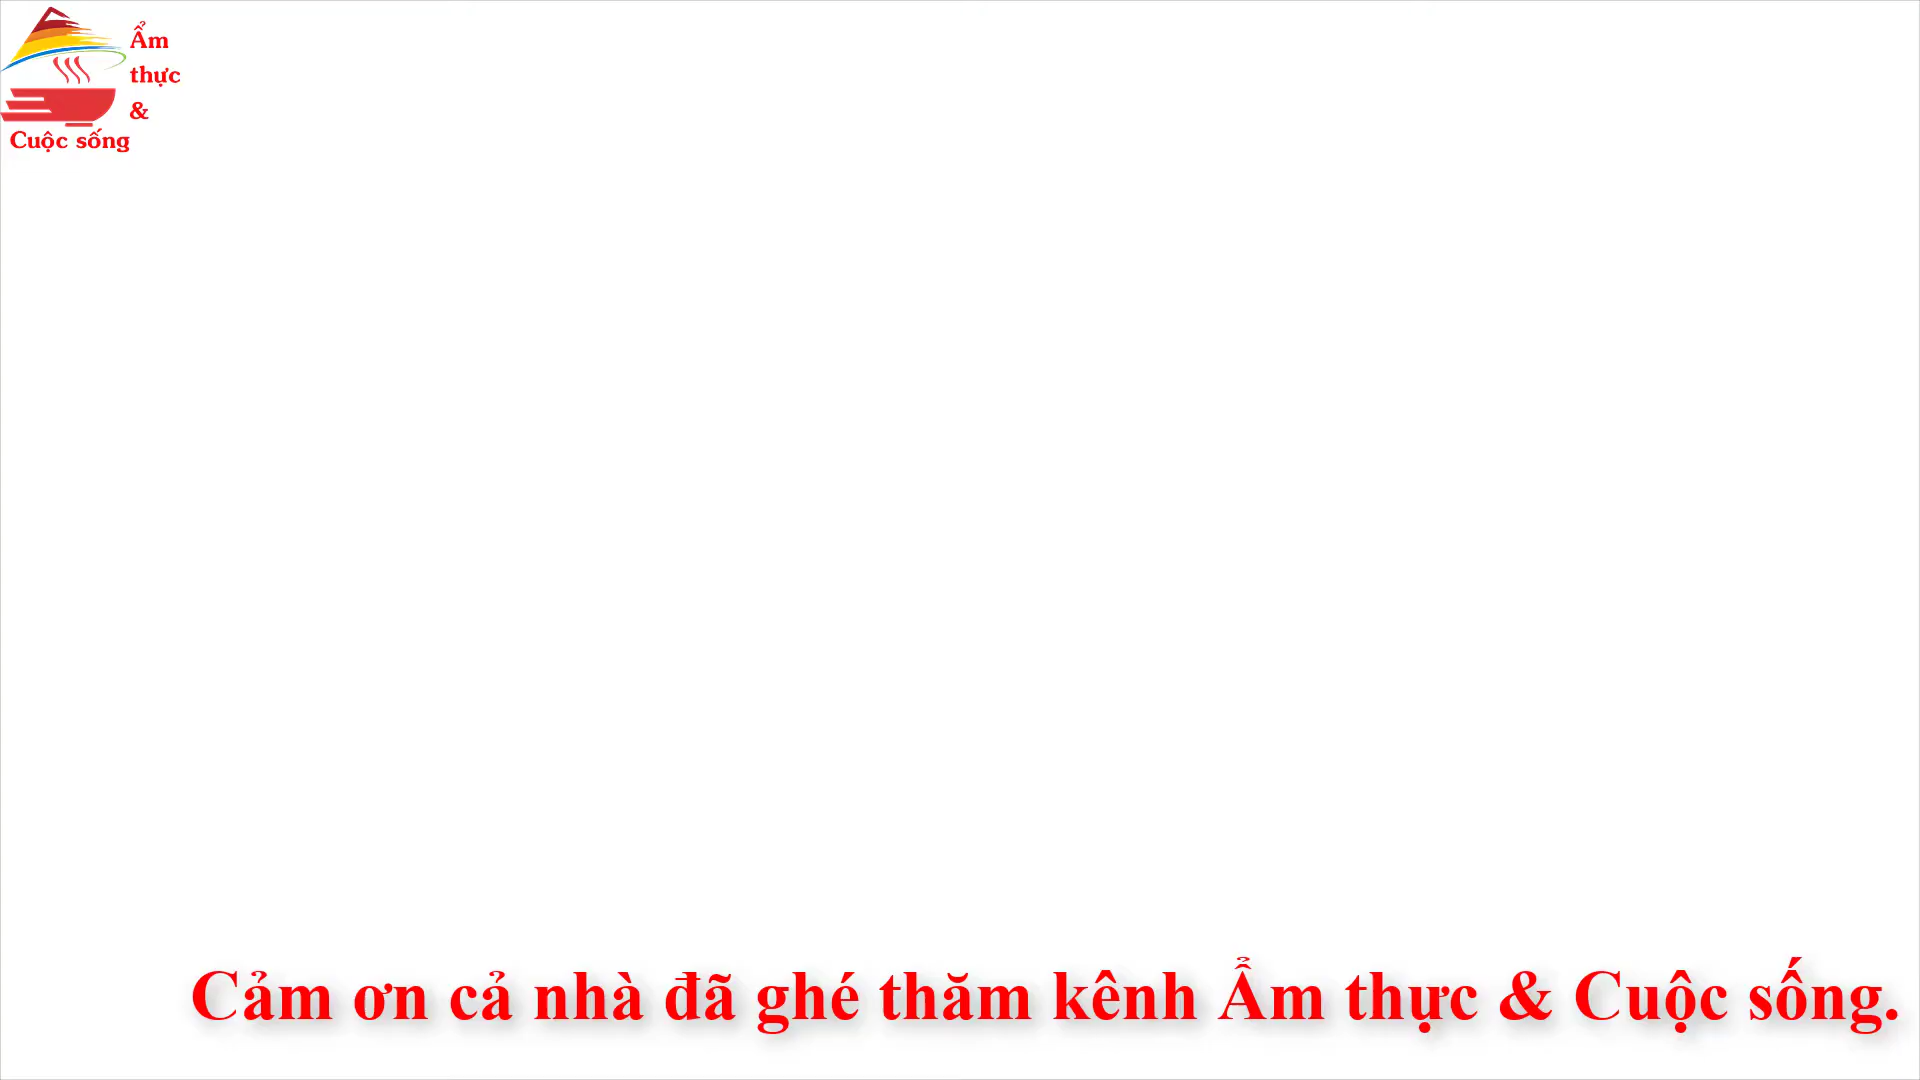 Ẩm
thực
&
Cuộc sống
Cảm ơn cả nhà đã ghé thăm kênh Ẩm thực & Cuộc sống.